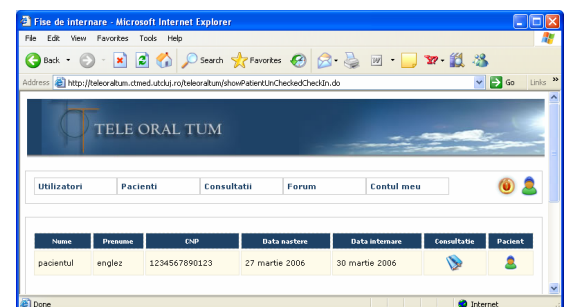 Fise de internare - Microsoft Internet Explorer
File Edit View Favorites Tools Help
Back Search Favorites
Address http://teleoraltum.ctmed.utcluj.ro/teleoraltum/showPatientUnCheckedCheckIn.do Go Links »
TELE ORAL TUM
Utilizatori Pacienti Consultatii Forum Contul meu
Nume Prenume CNP Data nastere Data internare Consultatie Pacient
pacientul englez 1234567890123 27 martie 2006 30 martie 2006
Done Internet